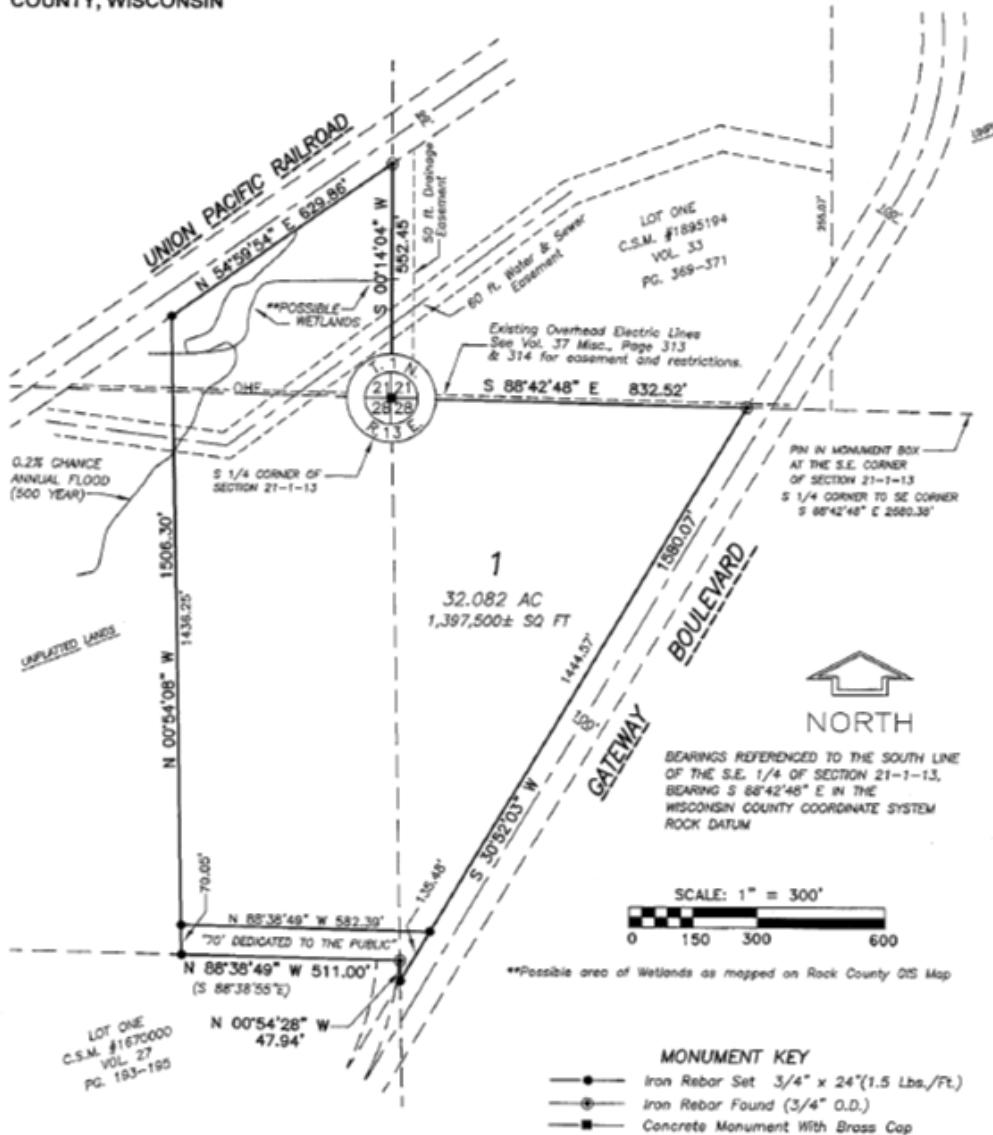 COUNTY, WISCONSIN
UNION PACIFIC RAILROAD
N 54°59'54" E 629.86'
S 00°14'04" W
552.45'
50 ft. Drainage
Easement
60 ft. Water & Sewer
Easement
LOT ONE
C.S.M. #1895194
VOL. 33
PG. 369-371
355.07'
100'
**POSSIBLE
WETLANDS
Existing Overhead Electric Lines
See Vol. 37 Misc., Page 313
& 314 for easement and restrictions.
S 88°42'48" E 832.52'
OHE
T. 1 N.
21 21
28 28
R.13 E.
S 1/4 CORNER OF
SECTION 21-1-13
0.2% CHANCE
ANNUAL FLOOD
(500 YEAR)
PIN IN MONUMENT BOX
AT THE S.E. CORNER
OF SECTION 21-1-13
S 1/4 CORNER TO SE CORNER
S 88°42'48" E 2680.38'
1506.30'
1436.25'
N 00°54'08" W
UNPLATTED LANDS
1
32.082 AC
1,397,500± SQ FT
1580.07'
1444.57'
S 30°52'03" W
100'
GATEWAY BOULEVARD
NORTH
BEARINGS REFERENCED TO THE SOUTH LINE
OF THE S.E. 1/4 OF SECTION 21-1-13,
BEARING S 88°42'48" E IN THE
WISCONSIN COUNTY COORDINATE SYSTEM
ROCK DATUM
70.05'
135.48'
N 88°38'49" W 582.39'
"70' DEDICATED TO THE PUBLIC"
N 88°38'49" W 511.00'
(S 88°38'55"E)
N 00°54'28" W
47.94'
LOT ONE
C.S.M. #1670000
VOL. 27
PG. 193-195
SCALE: 1" = 300'
0 150 300 600
**Possible area of Wetlands as mapped on Rock County GIS Map
MONUMENT KEY
Iron Rebar Set 3/4" x 24"(1.5 Lbs./Ft.)
Iron Rebar Found (3/4" O.D.)
Concrete Monument With Brass Cap